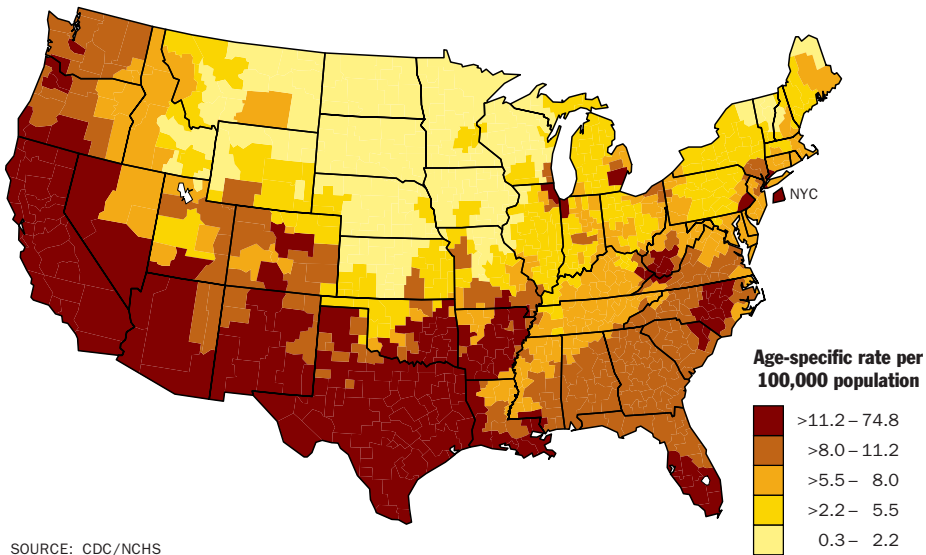 NYC
Age-specific rate per
100,000 population
>11.2 – 74.8
>8.0 – 11.2
>5.5 – 8.0
>2.2 – 5.5
0.3 – 2.2
SOURCE: CDC/NCHS